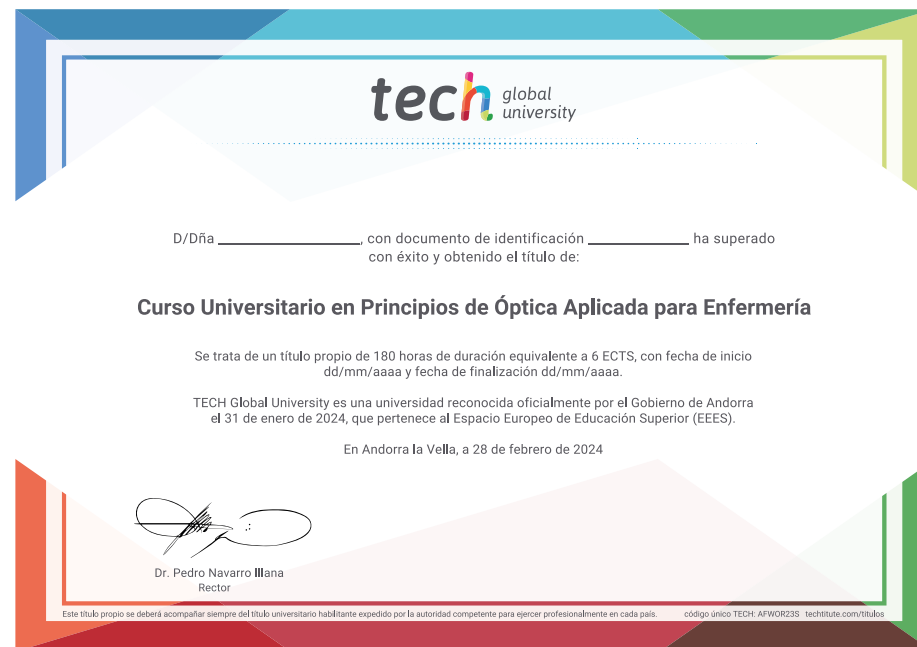 tech global university
D/Dña ____________________, con documento de identificación ______________ ha superado
con éxito y obtenido el título de:
Curso Universitario en Principios de Óptica Aplicada para Enfermería
Se trata de un título propio de 180 horas de duración equivalente a 6 ECTS, con fecha de inicio
dd/mm/aaaa y fecha de finalización dd/mm/aaaa.
TECH Global University es una universidad reconocida oficialmente por el Gobierno de Andorra
el 31 de enero de 2024, que pertenece al Espacio Europeo de Educación Superior (EEES).
En Andorra la Vella, a 28 de febrero de 2024
Dr. Pedro Navarro Illana
Rector
Este título propio se deberá acompañar siempre del título universitario habilitante expedido por la autoridad competente para ejercer profesionalmente en cada país. código único TECH: AFWOR23S techtitute.com/titulos